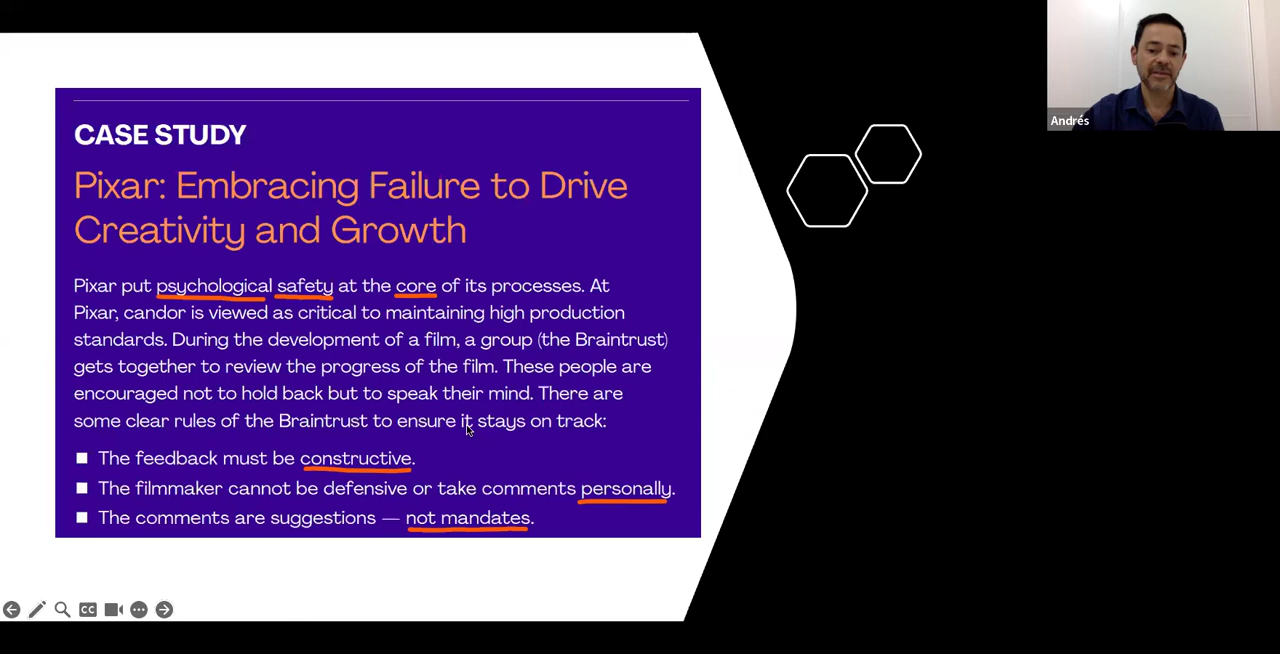 CASE STUDY
Pixar: Embracing Failure to Drive
Creativity and Growth
Pixar put psychological safety at the core of its processes. At
Pixar, candor is viewed as critical to maintaining high production
standards. During the development of a film, a group (the Braintrust)
gets together to review the progress of the film. These people are
encouraged not to hold back but to speak their mind. There are
some clear rules of the Braintrust to ensure it stays on track:
The feedback must be constructive.
The filmmaker cannot be defensive or take comments personally.
The comments are suggestions — not mandates.
Andrés
CC